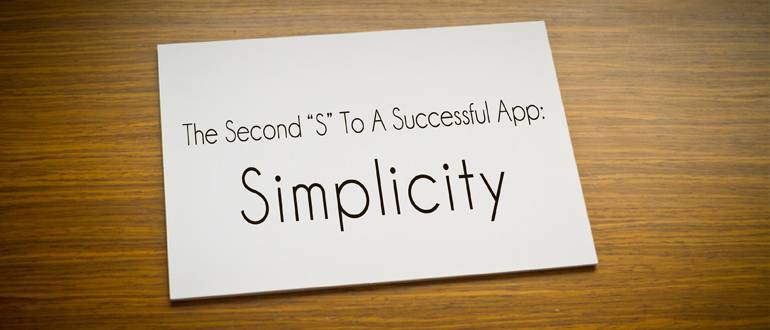 The Second “S” To A Successful App:
Simplicity